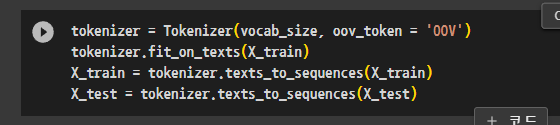 tokenizer = Tokenizer(vocab_size, oov_token = 'OOV')
tokenizer.fit_on_texts(X_train)
X_train = tokenizer.texts_to_sequences(X_train)
X_test = tokenizer.texts_to_sequences(X_test)
+ 코드